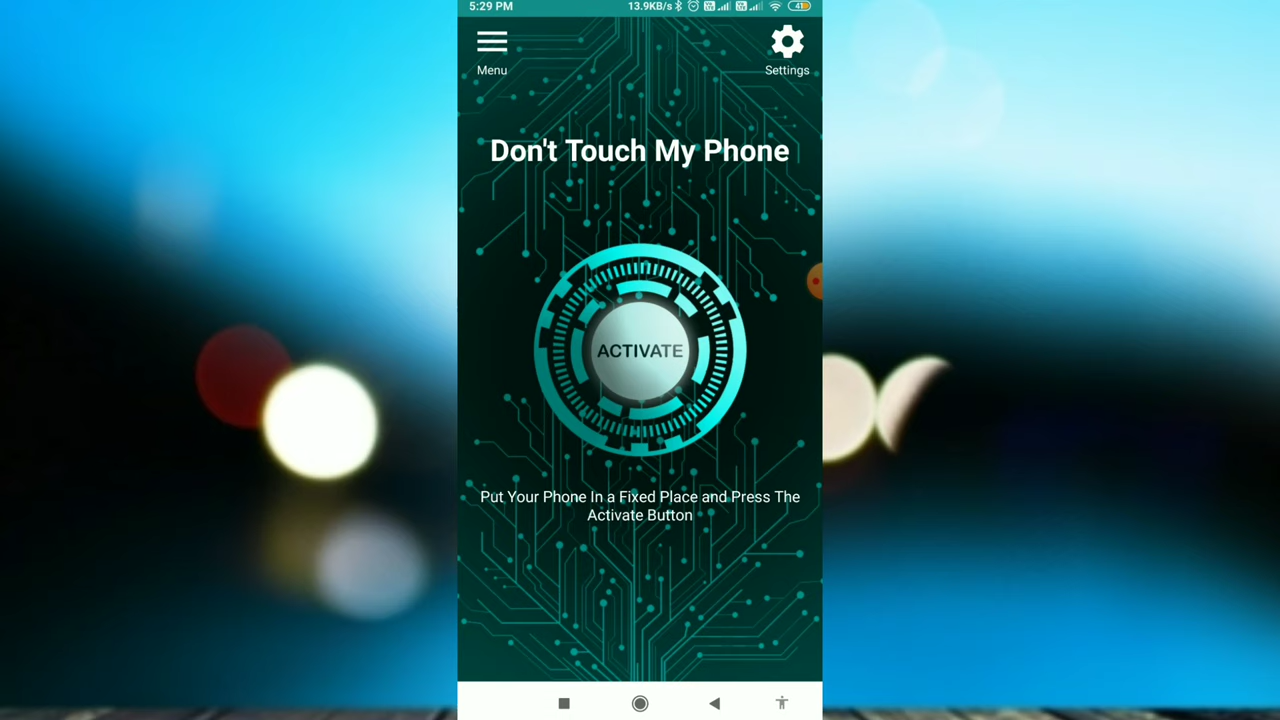 5:29 PM
13.9KB/s
41
Menu
Settings
Don't Touch My Phone
ACTIVATE
Put Your Phone In a Fixed Place and Press The
Activate Button